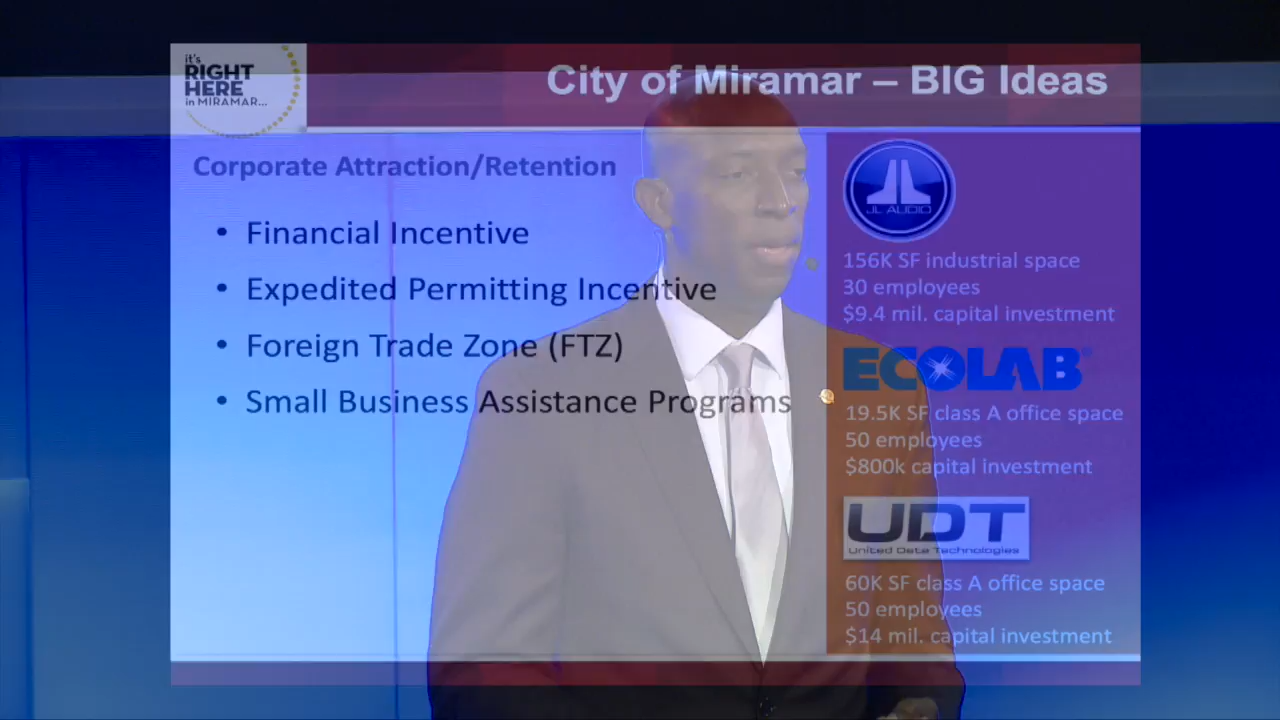 it's
RIGHT
HERE
in MIRAMAR...
City of Miramar – BIG Ideas
Corporate Attraction/Retention
• Financial Incentive
• Expedited Permitting Incentive
• Foreign Trade Zone (FTZ)
• Small Business Assistance Programs
JL AUDIO
156K SF industrial space
30 employees
$9.4 mil. capital investment
ECOLAB®
19.5K SF class A office space
50 employees
$800k capital investment
UDT
United Data Technologies
60K SF class A office space
50 employees
$14 mil. capital investment